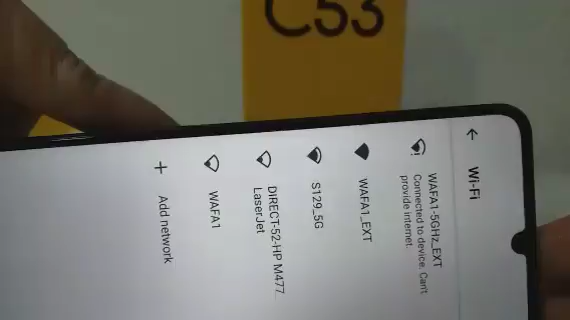 C53
Wi-Fi
WAFA1-5GHz_EXT
Connected to device. Can't
provide internet.
WAFA1_EXT
S129_5G
DIRECT-52-HP M477
LaserJet
WAFA1
Add network